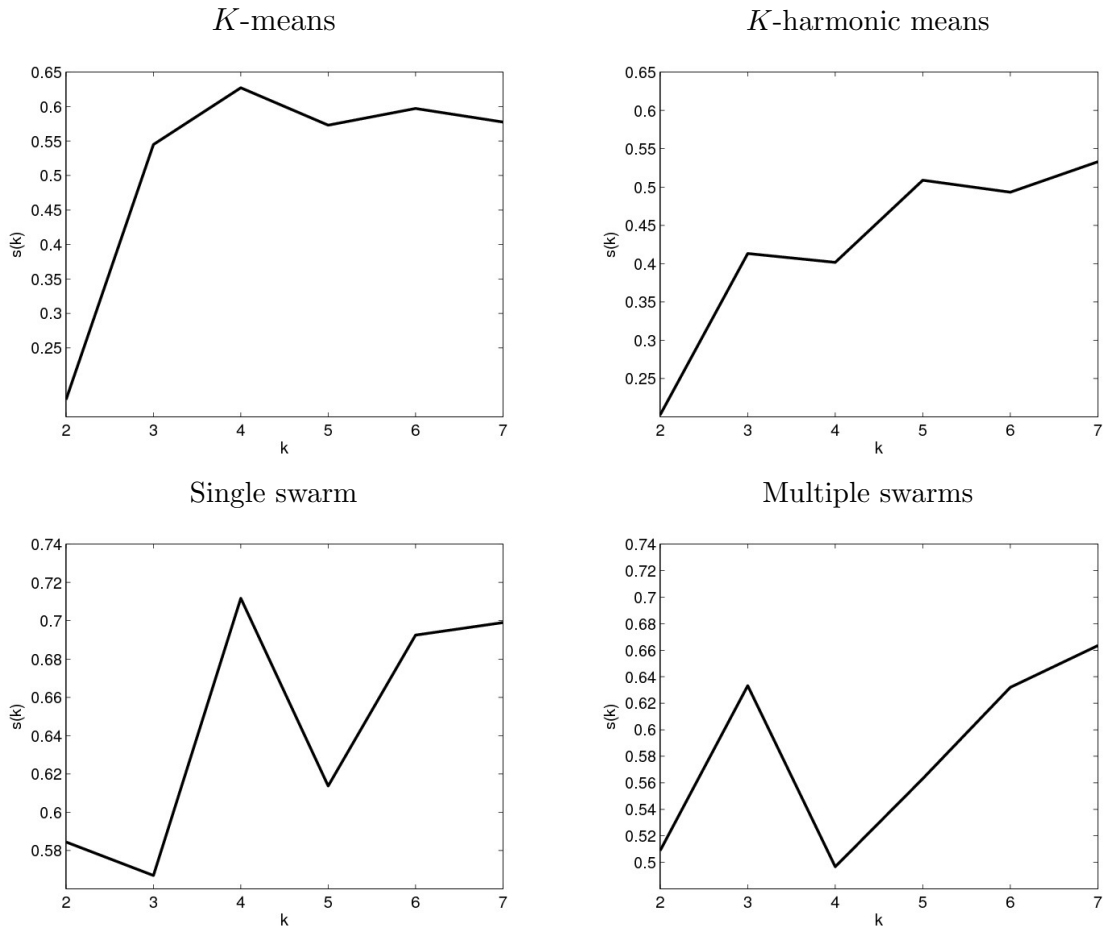 K-means
0.65
0.6
0.55
0.5
0.45
0.4
0.35
0.3
0.25
s(k)
2 3 4 5 6 7
k
K-harmonic means
0.65
0.6
0.55
0.5
0.45
0.4
0.35
0.3
0.25
s(k)
2 3 4 5 6 7
k
Single swarm
0.74
0.72
0.7
0.68
0.66
0.64
0.62
0.6
0.58
s(k)
2 3 4 5 6 7
k
Multiple swarms
0.74
0.72
0.7
0.68
0.66
0.64
0.62
0.6
0.58
0.56
0.54
0.52
0.5
s(k)
2 3 4 5 6 7
k